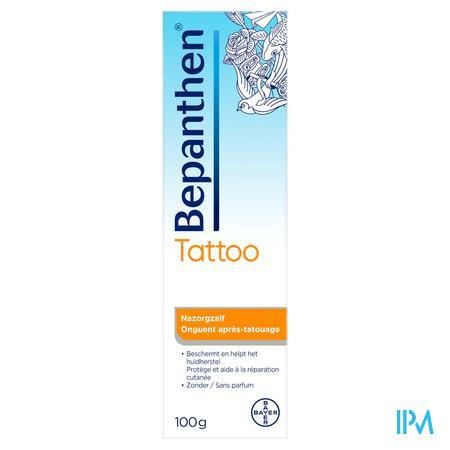 Bepanthen®
Tattoo
Nazorgzalf
Onguent après-tatouage
• Beschermt en helpt het
huidherstel
Protège et aide à la réparation
cutanée
• Zonder / Sans parfum
100g
BAYER
BAYER
IPM